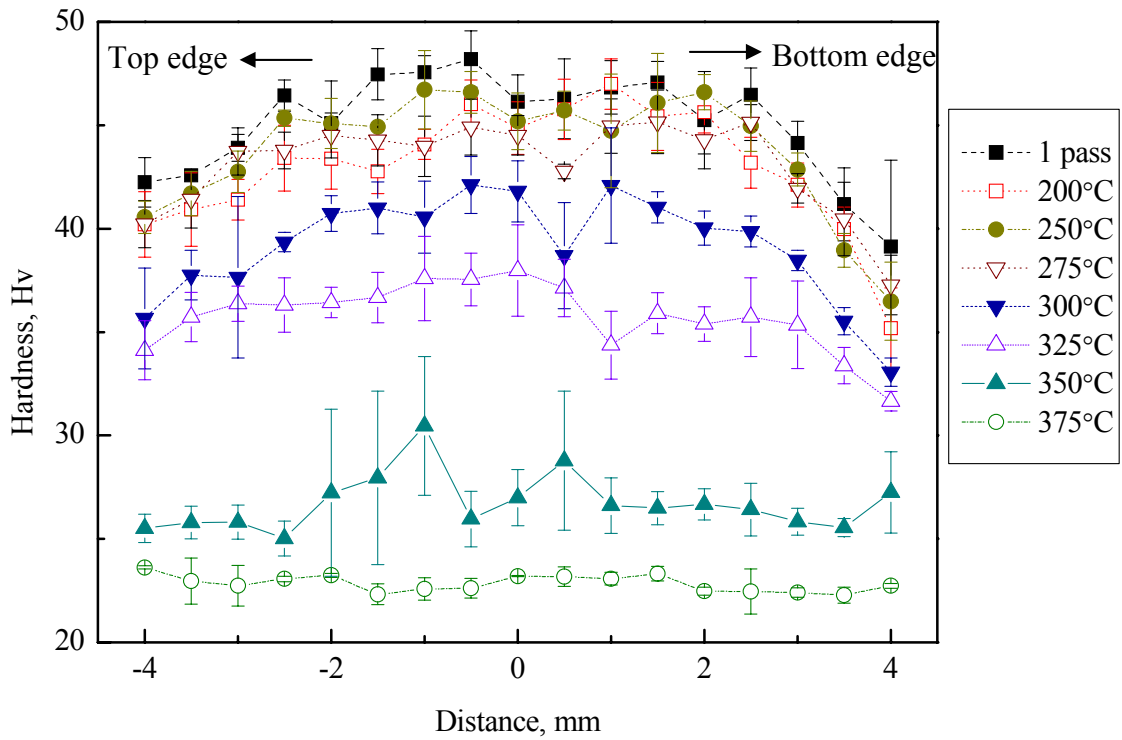 50
40
30
20
Hardness, Hv
Top edge
Bottom edge
-4
-2
0
2
4
Distance, mm
1 pass
200°C
250°C
275°C
300°C
325°C
350°C
375°C